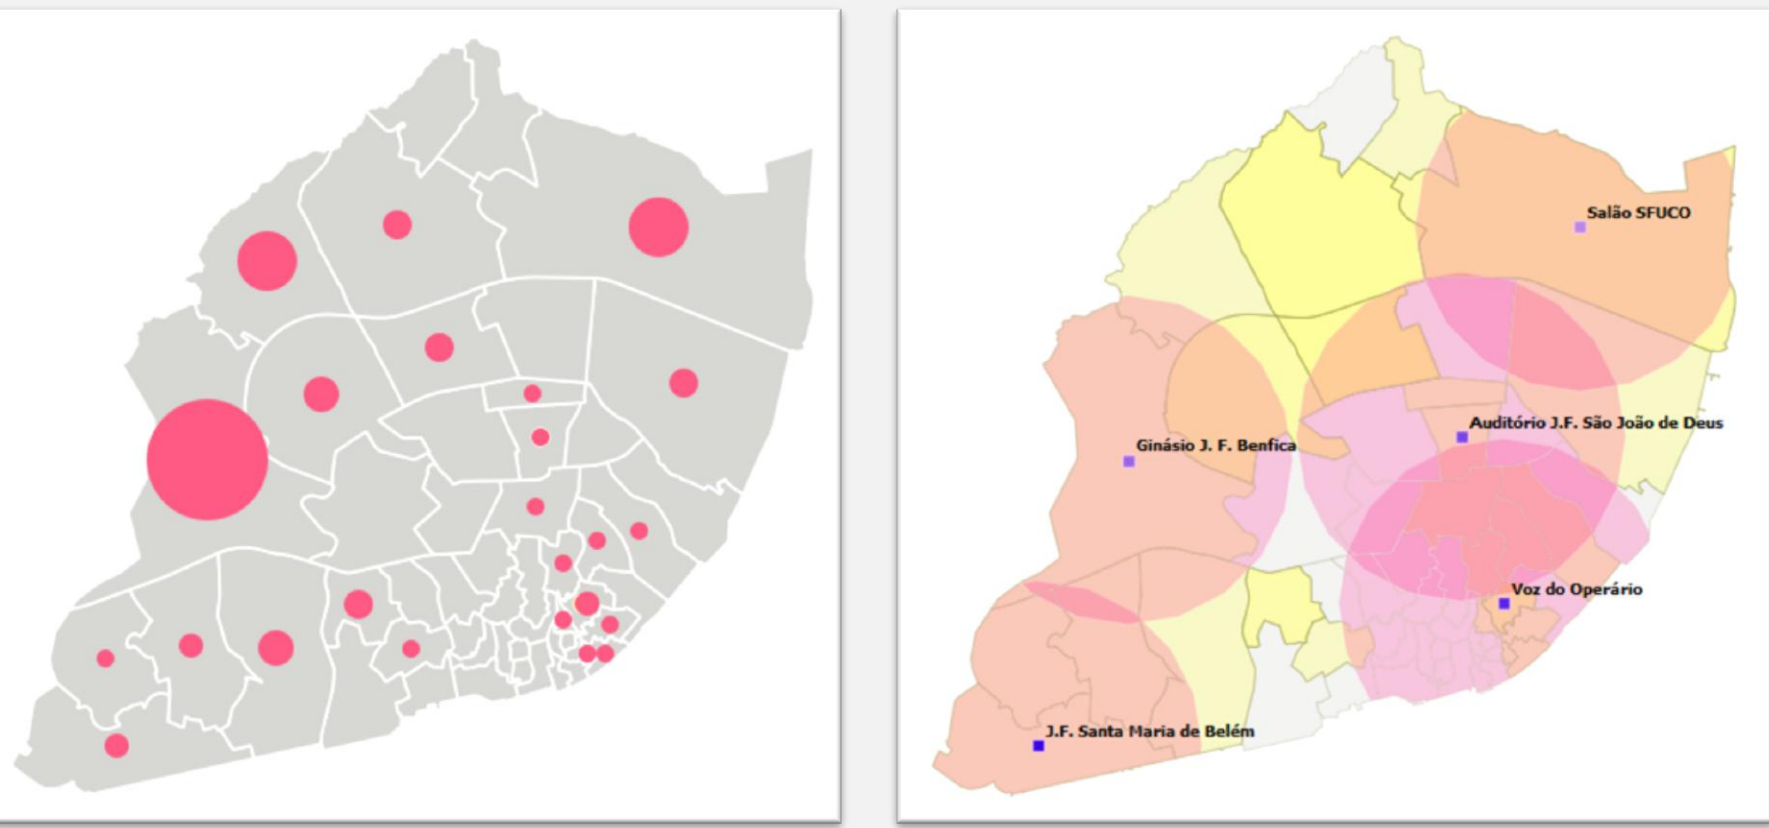 Salão SFUCO
Auditório J.F. São João de Deus
Ginásio J. F. Benfica
Voz do Operário
J.F. Santa Maria de Belém